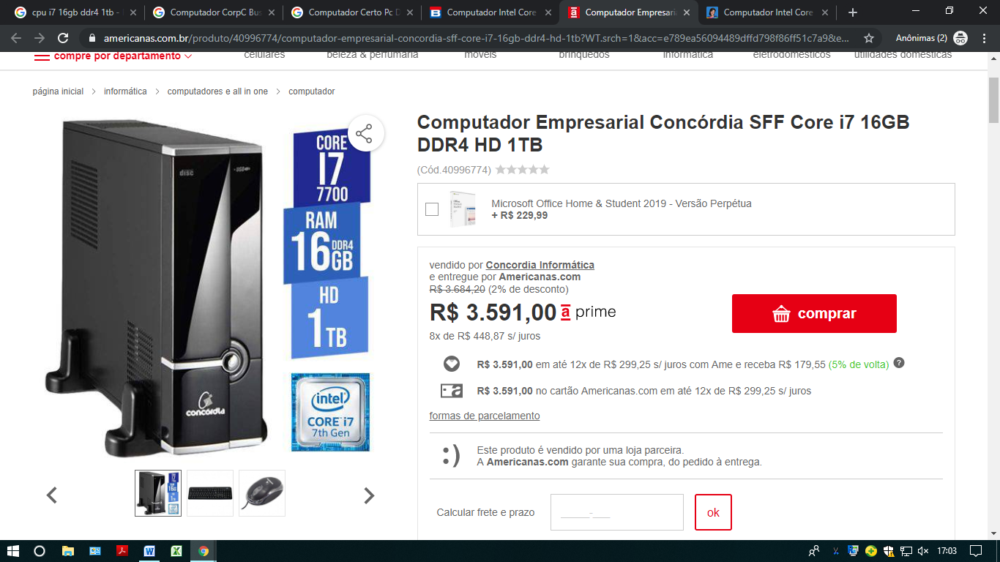 cpu i7 16gb ddr4 1tb -
Computador CorpC Bus
Computador Certo Pc D
Computador Intel Core
Computador Empresaria
Computador Intel Core
americanas.com.br/produto/40996774/computador-empresarial-concordia-sff-core-i7-16gb-ddr4-hd-1tb?WT.srch=1&acc=e789ea56094489dffd798f86ff51c7a9&e...
Anônimas (2)
compre por departamento
celulares
beleza & perfumaria
móveis
brinquedos
informática
eletrodomésticos
utilidades domésticas
página inicial > informática > computadores e all in one > computador
disc
CORE
i7
7700
RAM
16 DDR4
GB
HD
1TB
intel
CORE i7
7th Gen
concórdia
Computador Empresarial Concórdia SFF Core i7 16GB
DDR4 HD 1TB
(Cód.40996774)
Microsoft Office Home & Student 2019 - Versão Perpétua
+ R$ 229,99
vendido por Concordia Informática
e entregue por Americanas.com
R$ 3.684,20 (2% de desconto)
R$ 3.591,00 a prime
comprar
8x de R$ 448,87 s/ juros
R$ 3.591,00 em até 12x de R$ 299,25 s/ juros com Ame e receba R$ 179,55 (5% de volta) ?
R$ 3.591,00 no cartão Americanas.com em até 12x de R$ 299,25 s/ juros
formas de parcelamento
:)
Este produto é vendido por uma loja parceira.
A Americanas.com garante sua compra, do pedido à entrega.
Calcular frete e prazo
_____-___
ok
17:03